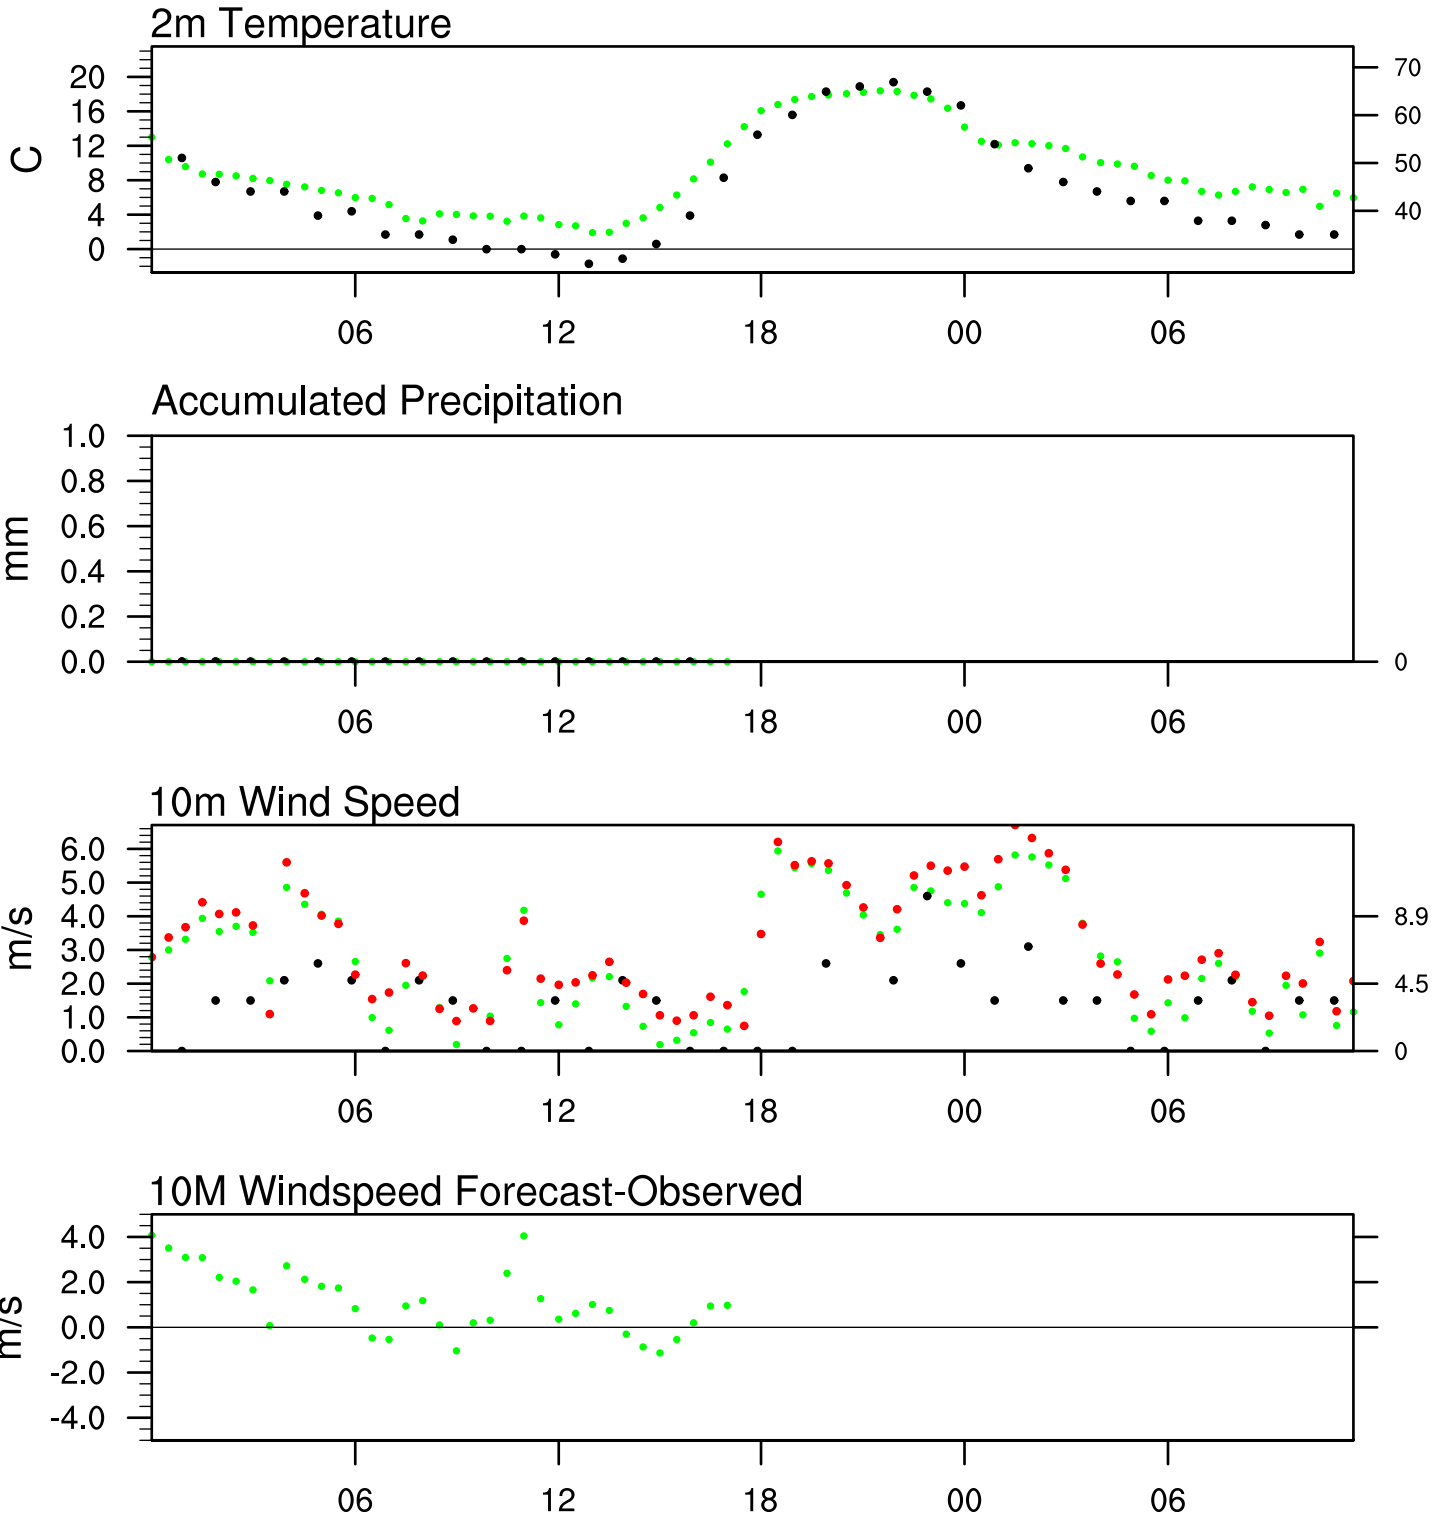 2m Temperature
20
16
12
8
4
0
C
70
60
50
40
06 12 18 00 06
Accumulated Precipitation
1.0
0.8
0.6
0.4
0.2
0.0
mm
0
06 12 18 00 06
10m Wind Speed
6.0
5.0
4.0
3.0
2.0
1.0
0.0
m/s
8.9
4.5
0
06 12 18 00 06
10M Windspeed Forecast-Observed
4.0
2.0
0.0
-2.0
-4.0
m/s
06 12 18 00 06